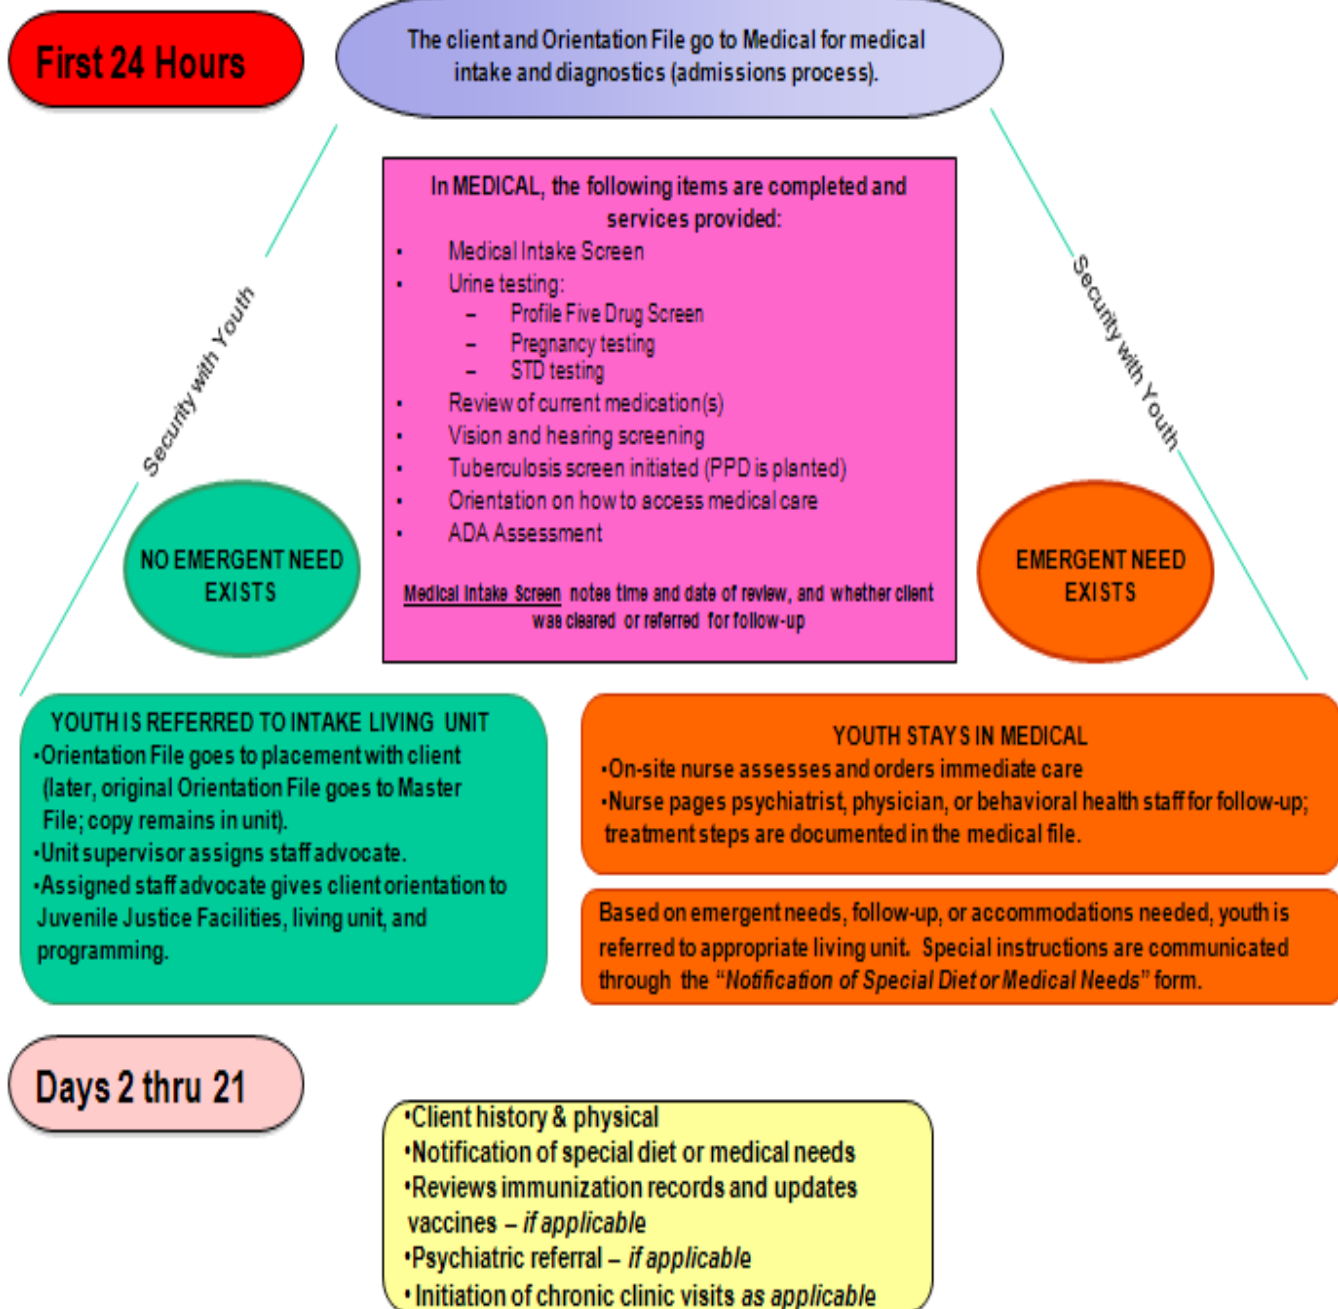 First 24 Hours
The client and Orientation File go to Medical for medical
intake and diagnostics (admissions process).
Security with Youth
Security with Youth
In MEDICAL, the following items are completed and
services provided:
• Medical Intake Screen
• Urine testing:
– Profile Five Drug Screen
– Pregnancy testing
– STD testing
• Review of current medication(s)
• Vision and hearing screening
• Tuberculosis screen initiated (PPD is planted)
• Orientation on how to access medical care
• ADA Assessment
Medical Intake Screen notes time and date of review, and whether client
was cleared or referred for follow-up
NO EMERGENT NEED
EXISTS
EMERGENT NEED
EXISTS
YOUTH IS REFERRED TO INTAKE LIVING UNIT
•Orientation File goes to placement with client
(later, original Orientation File goes to Master
File; copy remains in unit).
•Unit supervisor assigns staff advocate.
•Assigned staff advocate gives client orientation to
Juvenile Justice Facilities, living unit, and
programming.
YOUTH STAYS IN MEDICAL
•On-site nurse assesses and orders immediate care
•Nurse pages psychiatrist, physician, or behavioral health staff for follow-up;
treatment steps are documented in the medical file.
Based on emergent needs, follow-up, or accommodations needed, youth is
referred to appropriate living unit. Special instructions are communicated
through the “Notification of Special Diet or Medical Needs” form.
Days 2 thru 21
•Client history & physical
•Notification of special diet or medical needs
•Reviews immunization records and updates
vaccines – if applicable
•Psychiatric referral – if applicable
• Initiation of chronic clinic visits as applicable